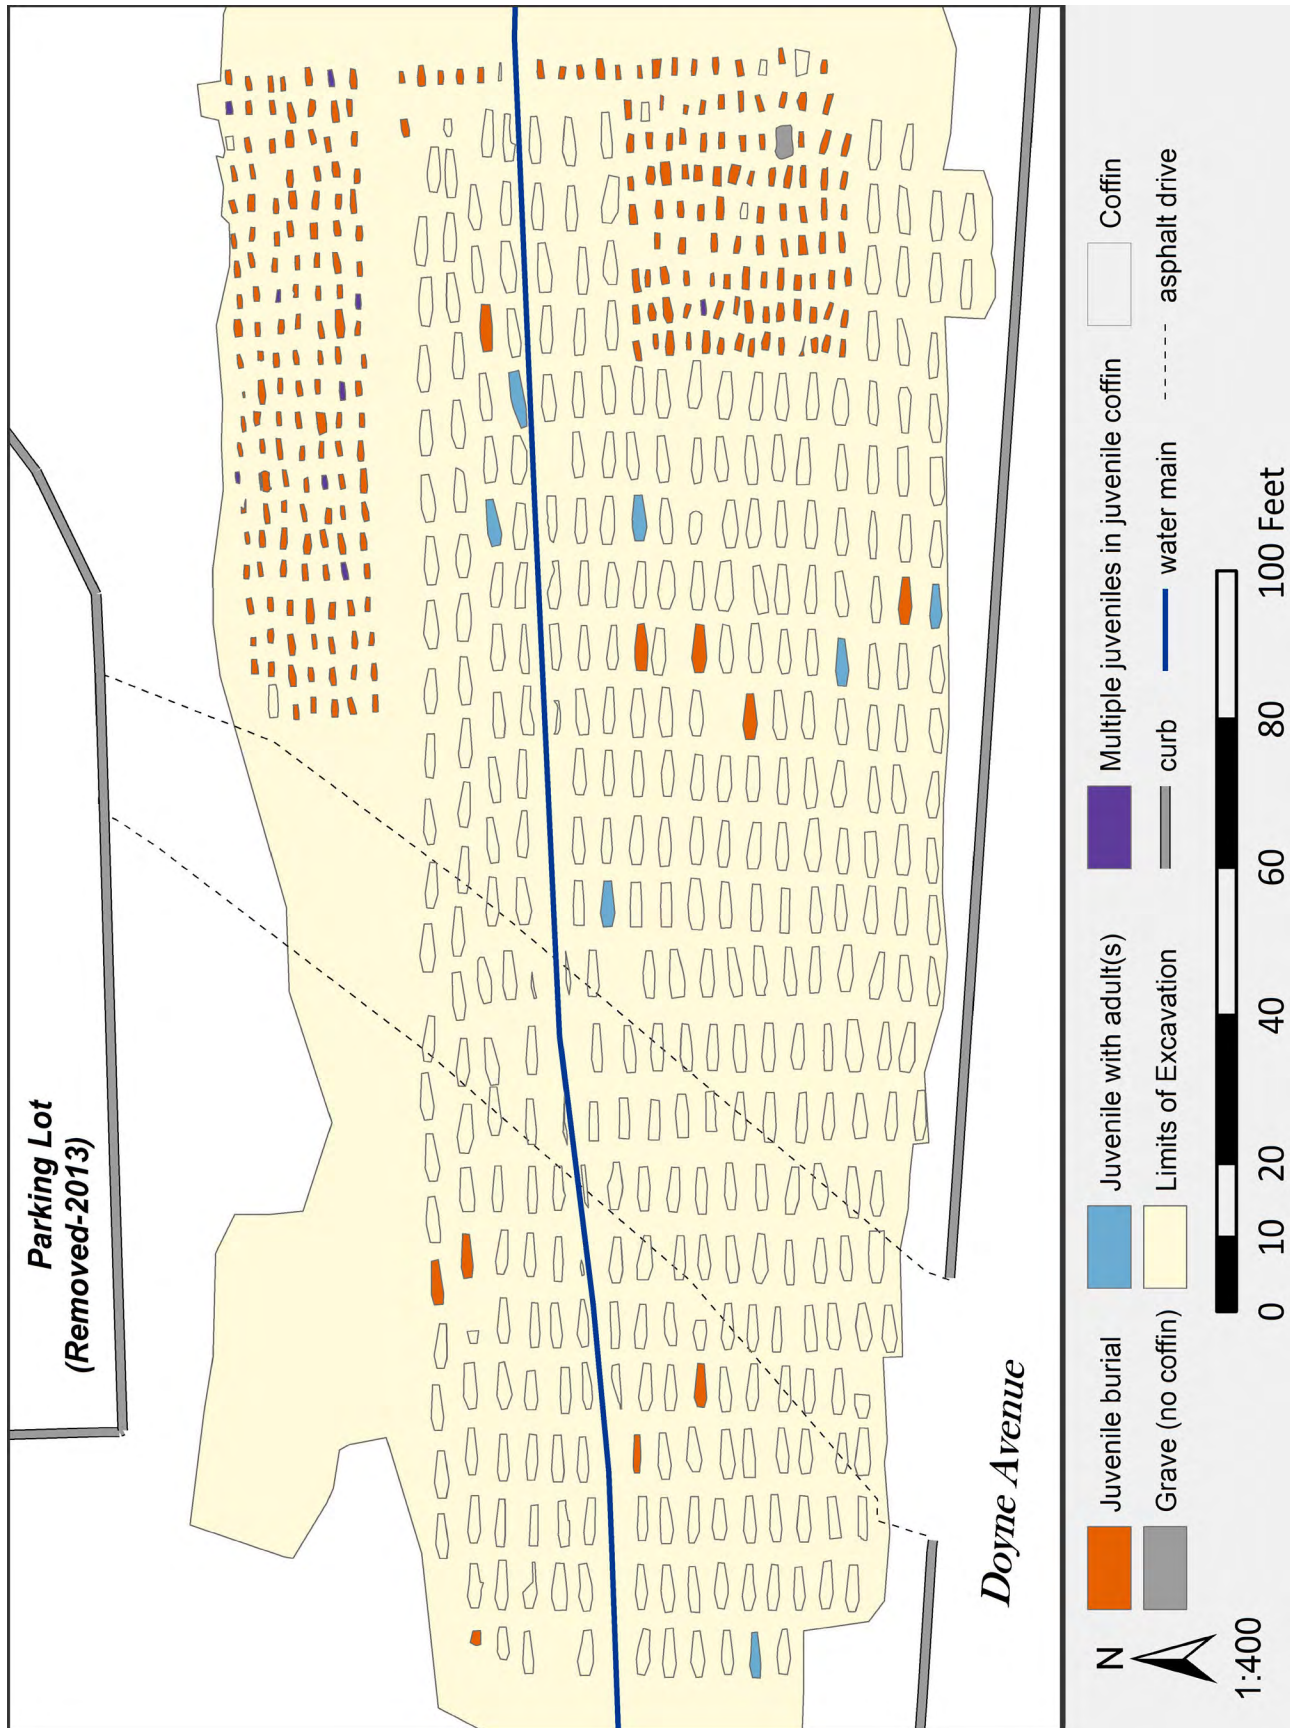 Parking Lot
(Removed-2013)
Doyne Avenue
N
1:400
Juvenile burial
Juvenile with adult(s)
Multiple juveniles in juvenile coffin
Coffin
Grave (no coffin)
Limits of Excavation
curb
water main
asphalt drive
0 10 20 40 60 80 100 Feet